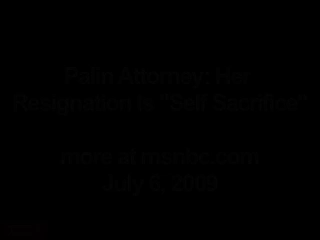 Palin Attorney: Her
Resignation is "Self Sacrifice"
more at msnbc.com
July 6, 2009